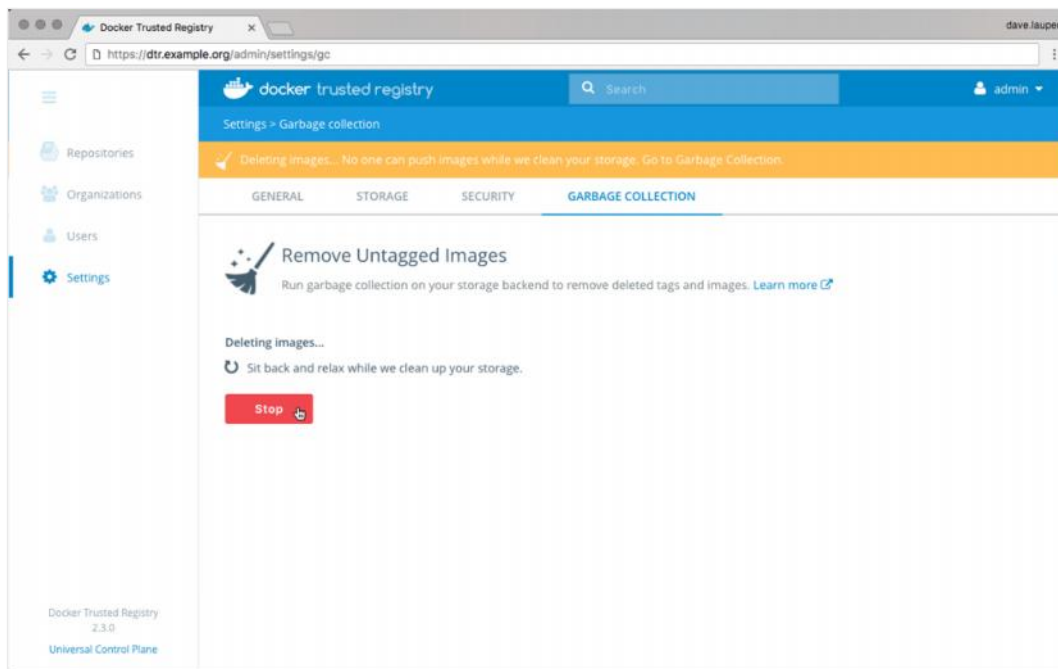 Docker Trusted Registry
dave.lauper
https://dtr.example.org/admin/settings/gc
docker trusted registry
Search
admin
Settings > Garbage collection
Deleting images... No one can push images while we clean your storage. Go to Garbage Collection.
Repositories
Organizations
Users
Settings
GENERAL STORAGE SECURITY GARBAGE COLLECTION
Remove Untagged Images
Run garbage collection on your storage backend to remove deleted tags and images. Learn more
Deleting images...
Sit back and relax while we clean up your storage.
Stop
Docker Trusted Registry
2.3.0
Universal Control Plane